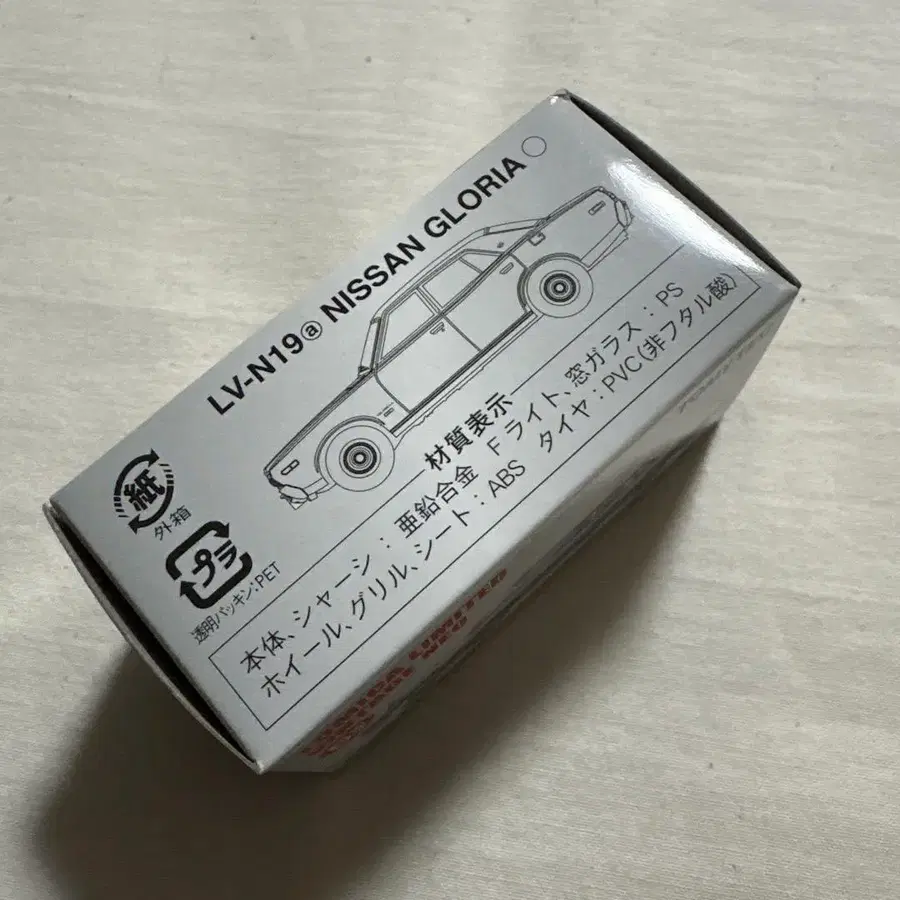 LV-N19ⓐ NISSAN GLORIA
紙
外箱
プラ
透明パッキン:PET
材質表示
本体、シャーシ:亜鉛合金 Fライト、窓ガラス:PS
ホイール、グリル、シート:ABS タイヤ:PVC(非フタル酸)